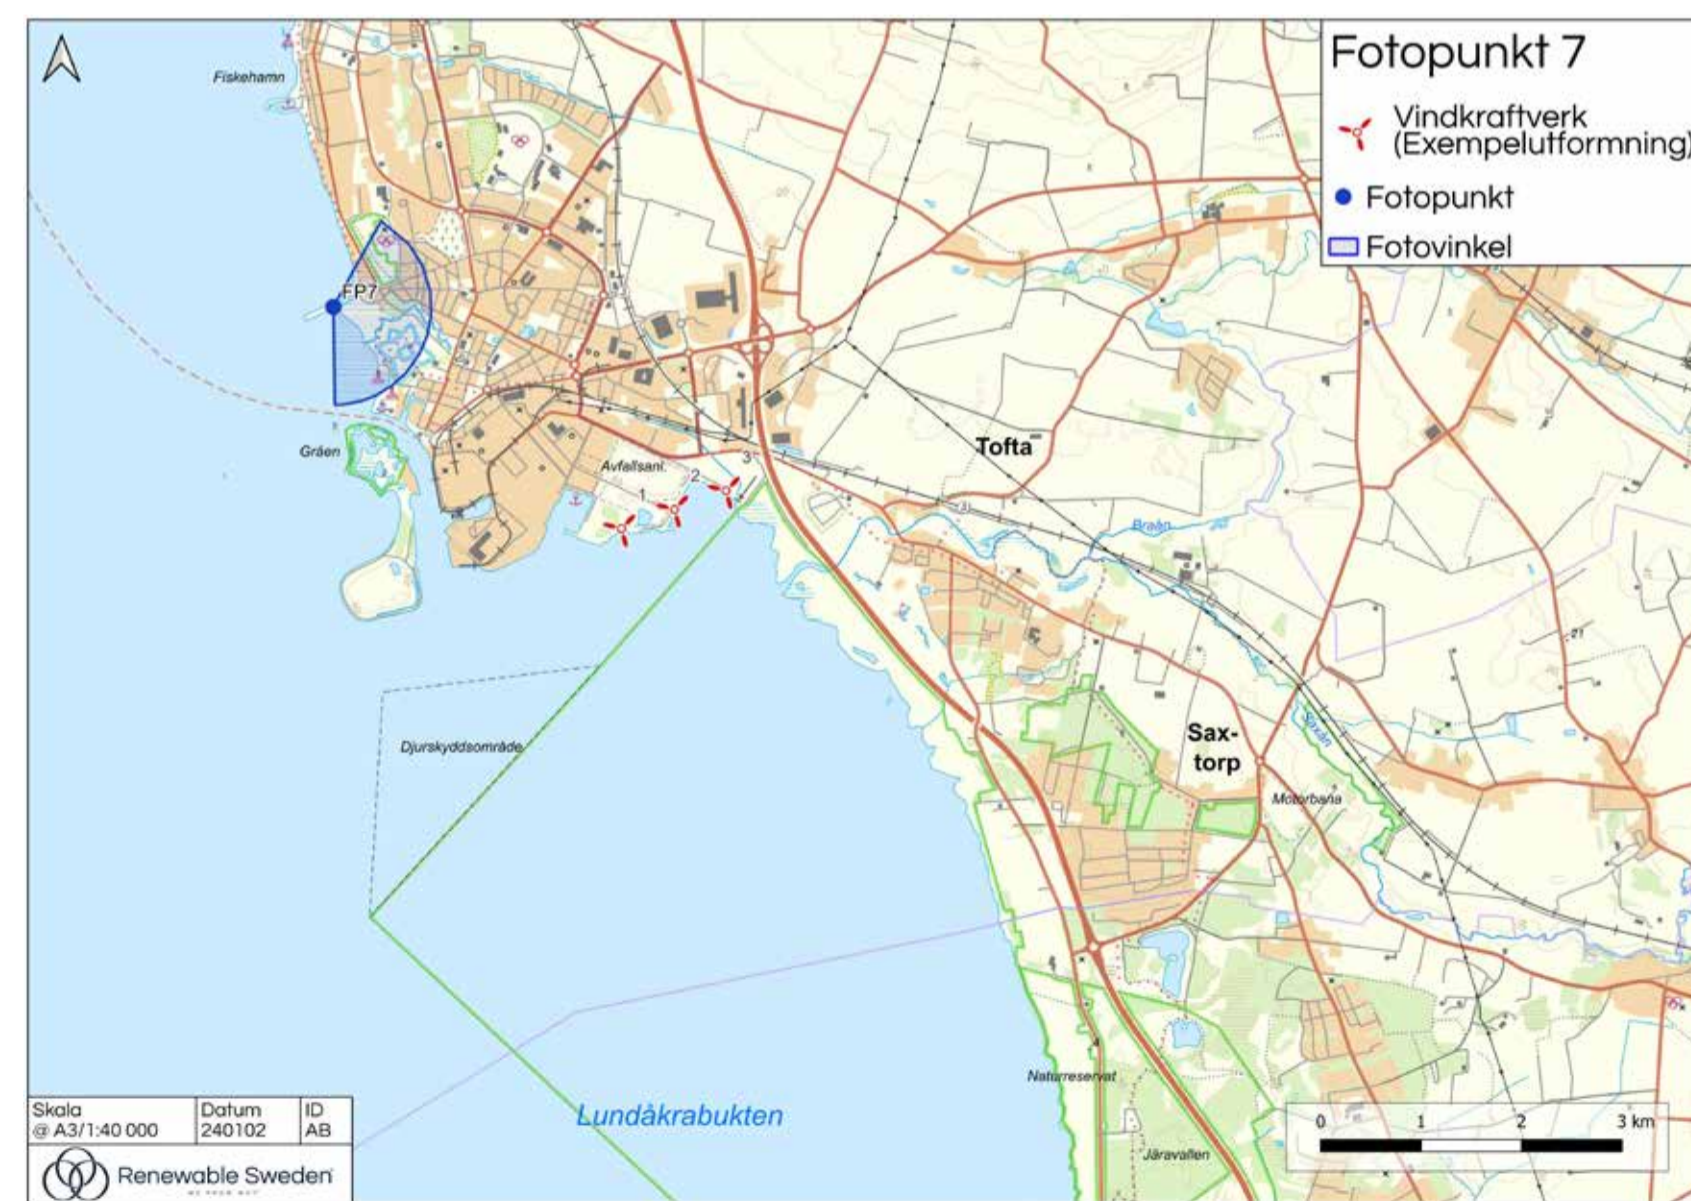 Fotopunkt 7
Vindkraftverk
(Exempelutformning)
Fotopunkt
Fotovinkel
Fiskehamn
FP7
Gråen
Avfallsanl.
1
2
3
Tofta
Braån
21
Sax-
torp
Saxån
Motorbana
Djurskyddsområde
Lundåkrabukten
Naturreservat
Järavallen
0 1 2 3 km
Skala
@ A3/1:40 000
Datum
240102
ID
AB
Renewable Sweden